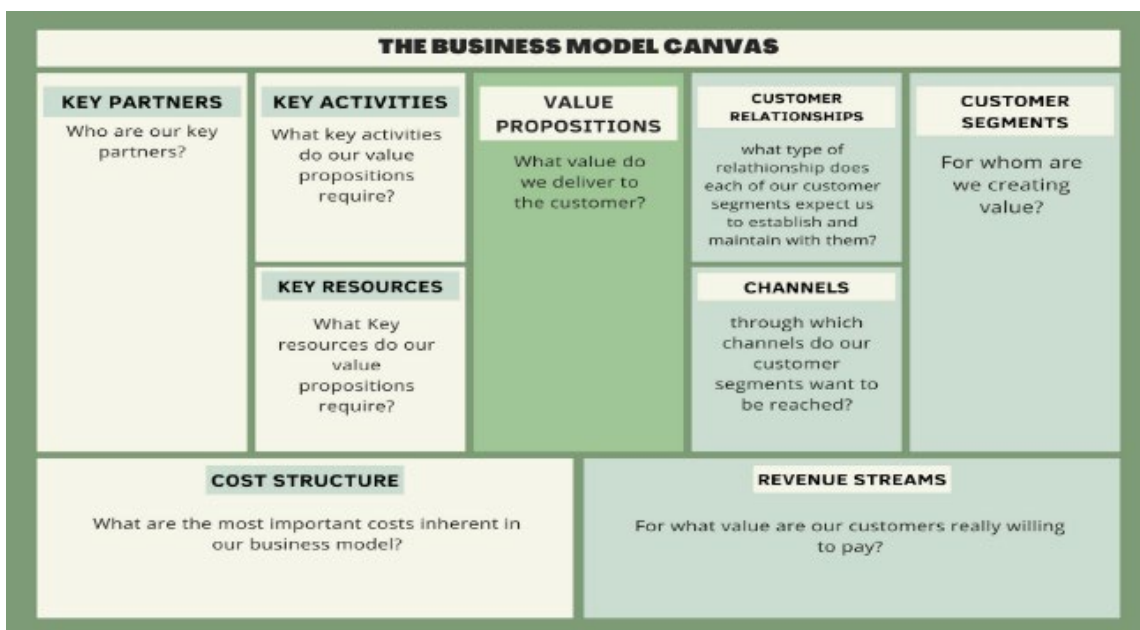 THE BUSINESS MODEL CANVAS
KEY PARTNERS
Who are our key
partners?
KEY ACTIVITIES
What key activities
do our value
propositions
require?
KEY RESOURCES
What Key
resources do our
value
propositions
require?
VALUE
PROPOSITIONS
What value do
we deliver to
the customer?
CUSTOMER
RELATIONSHIPS
what type of
relathionship does
each of our customer
segments expect us
to establish and
maintain with them?
CHANNELS
through which
channels do our
customer
segments want to
be reached?
CUSTOMER
SEGMENTS
For whom are
we creating
value?
COST STRUCTURE
What are the most important costs inherent in
our business model?
REVENUE STREAMS
For what value are our customers really willing
to pay?